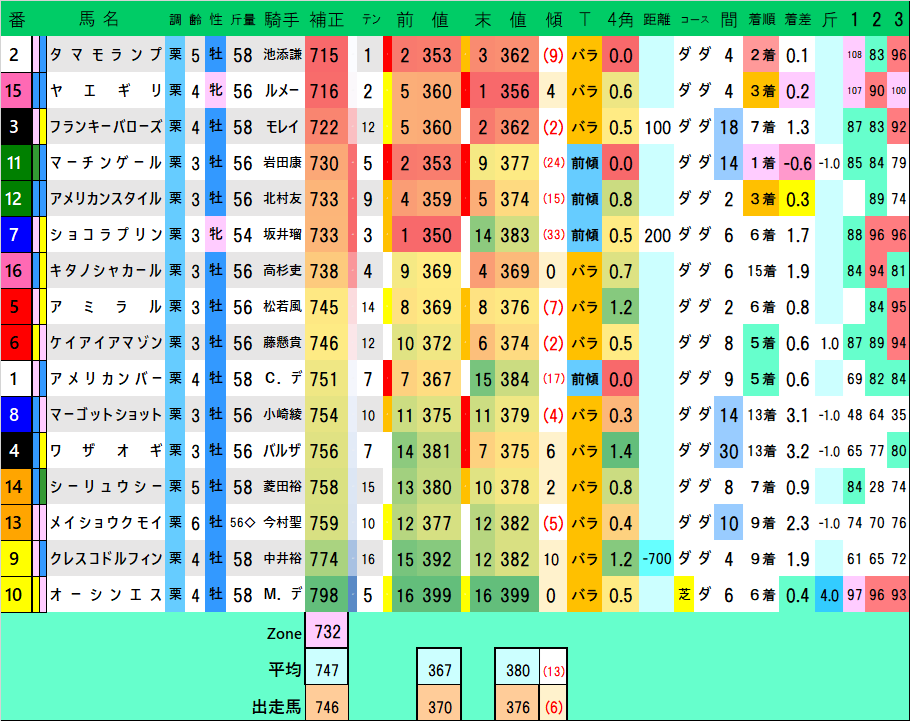 番 馬名 調 齢 性 斤量 騎手 補正 テン 前 値 末 値 傾 T 4角 距離 コース 間 着順 着差 斤 1 2 3
2 タマモランプ 栗 5 牡 58 池添謙 715 1 2 353 3 362 (9) バラ 0.0 ダ ダ 4 2着 0.1 108 83 96
15 ヤエギリ 栗 4 牝 56 ルメー 716 2 5 360 1 356 4 バラ 0.6 ダ ダ 4 3着 0.2 107 90 100
3 フランキーバローズ 栗 4 牡 58 モレイ 722 12 5 360 2 362 (2) バラ 0.5 100 ダ ダ 18 7着 1.3 87 83 92
11 マーチンゲール 栗 3 牡 56 岩田康 730 5 2 353 9 377 (24) 前傾 0.0 ダ ダ 14 1着 -0.6 -1.0 85 84 79
12 アメリカンスタイル 栗 3 牡 56 北村友 733 9 4 359 5 374 (15) 前傾 0.8 ダ ダ 2 3着 0.3 89 74
7 ショコラプリン 栗 3 牝 54 坂井瑠 733 3 1 350 14 383 (33) 前傾 0.5 200 ダ ダ 6 6着 1.7 88 96 96
16 キタノシャカール 栗 3 牡 56 高杉吏 738 4 9 369 4 369 0 バラ 0.7 ダ ダ 6 15着 1.9 84 94 81
5 アミラル 栗 3 牡 56 松若風 745 14 8 369 8 376 (7) バラ 1.2 ダ ダ 2 6着 0.8 84 95
6 ケイアイアマゾン 栗 3 牡 56 藤懸貴 746 12 10 372 6 374 (2) バラ 0.5 ダ ダ 8 5着 0.6 1.0 87 89 94
1 アメリカンバー 栗 4 牡 58 C．デ 751 7 7 367 15 384 (17) 前傾 0.0 ダ ダ 9 5着 0.6 69 82 84
8 マーゴットショット 栗 3 牡 56 小崎綾 754 10 11 375 11 379 (4) バラ 0.3 ダ ダ 14 13着 3.1 -1.0 48 64 35
4 ワザオギ 栗 3 牡 56 バルザ 756 7 14 381 7 375 6 バラ 1.4 ダ ダ 30 13着 3.2 -1.0 65 77 80
14 シーリュウシー 栗 5 牡 58 菱田裕 758 15 13 380 10 378 2 バラ 0.8 ダ ダ 8 7着 0.9 84 28 74
13 メイショウクモイ 栗 6 牡 56◇ 今村聖 759 10 12 377 12 382 (5) バラ 0.4 ダ ダ 10 9着 2.3 -1.0 74 70 76
9 クレスコドルフィン 栗 4 牡 58 中井裕 774 16 15 392 12 382 10 バラ 1.2 -700 ダ ダ 4 9着 1.9 61 65 72
10 オーシンエス 栗 4 牡 58 M．デ 798 5 16 399 16 399 0 バラ 0.5 芝 ダ 6 6着 0.4 4.0 97 96 93
Zone 732
平均 747 367 380 (13)
出走馬 746 370 376 (6)